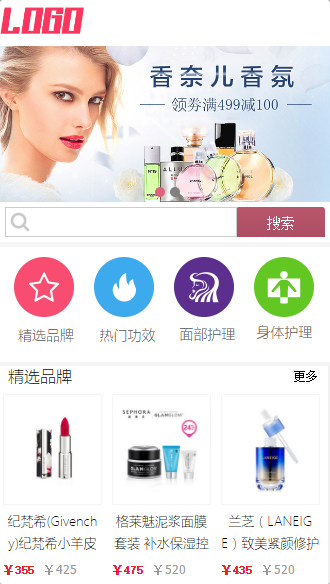 LOGO
香奈儿香氛
领券满499减100
搜索
精选品牌
热门功效
面部护理
身体护理
精选品牌
更多
SEPHORA
GLAMGLOW
纪梵希(Givenchy)纪梵希小羊皮
格莱魅泥浆面膜套装 补水保湿控
兰芝（LANEIGE）致美紧颜修护
¥355 ¥425
¥475 ¥520
¥435 ¥520